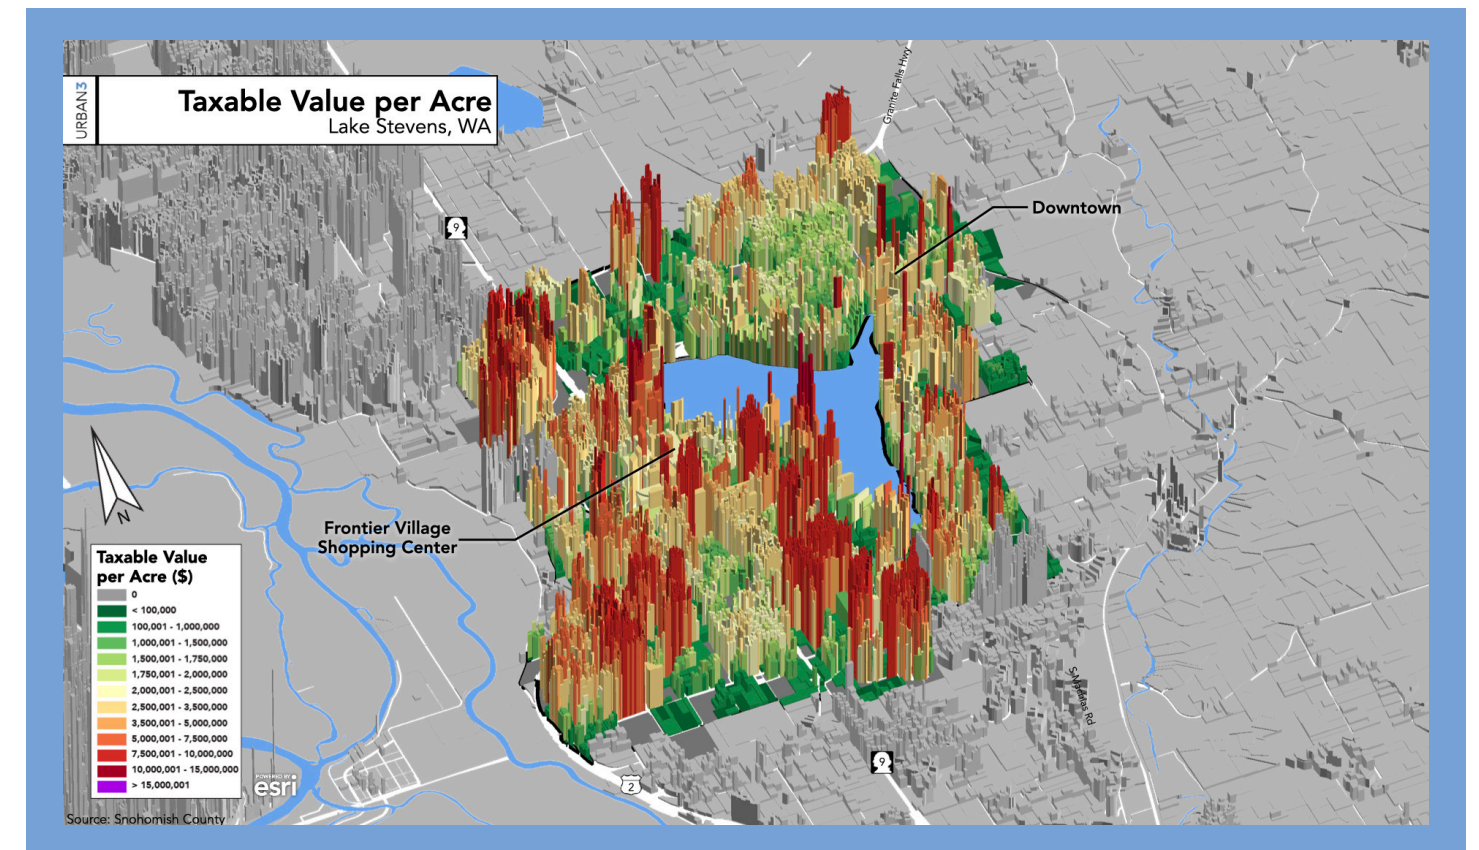 URBAN3
Taxable Value per Acre
Lake Stevens, WA
Granite Falls Hwy
9
Downtown
Frontier Village
Shopping Center
N
Taxable Value
per Acre ($)
0
< 100,000
100,001 - 1,000,000
1,000,001 - 1,500,000
1,500,001 - 1,750,000
1,750,001 - 2,000,000
2,000,001 - 2,500,000
2,500,001 - 3,500,000
3,500,001 - 5,000,000
5,000,001 - 7,500,000
7,500,001 - 10,000,000
10,000,001 - 15,000,000
> 15,000,001
POWERED BY
esri
2
9
Rd
Source: Snohomish County